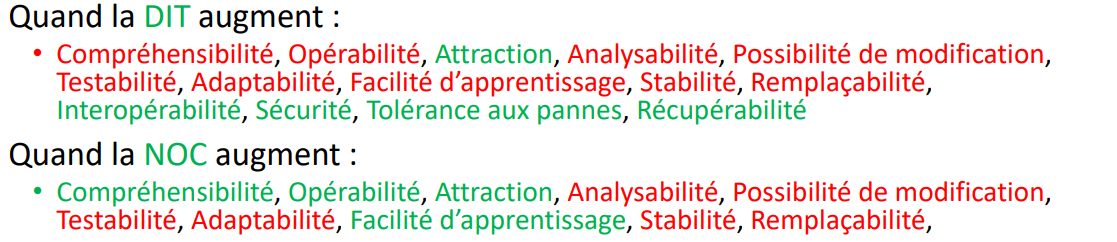 Quand la DIT augment :
• Compréhensibilité, Opérabilité, Attraction, Analysabilité, Possibilité de modification,
Testabilité, Adaptabilité, Facilité d’apprentissage, Stabilité, Remplaçabilité,
Interopérabilité, Sécurité, Tolérance aux pannes, Récupérabilité
Quand la NOC augment :
• Compréhensibilité, Opérabilité, Attraction, Analysabilité, Possibilité de modification,
Testabilité, Adaptabilité, Facilité d’apprentissage, Stabilité, Remplaçabilité,